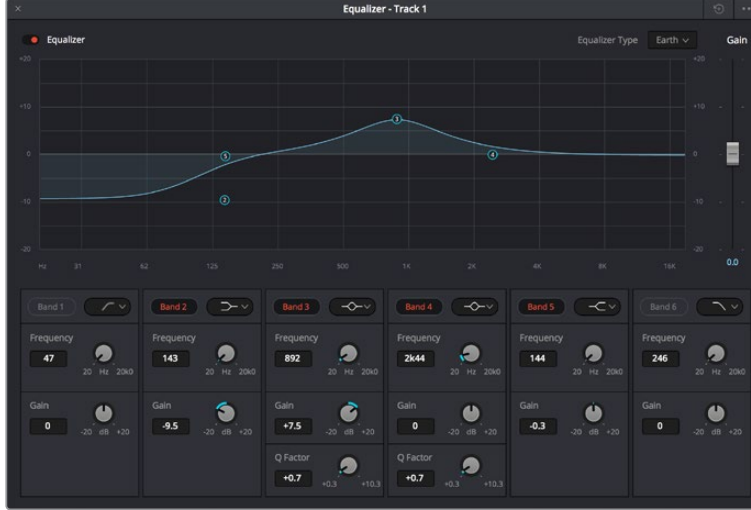 Equalizer - Track 1
Equalizer
Equalizer Type Earth Gain
+20 +20
+10 +10
0 0
-10 -10
-20 -20
Hz 31 62 125 250 500 1K 2K 4K 8K 16K 0.0
5 3 4 2
Band 1 Band 2 Band 3 Band 4 Band 5 Band 6
Frequency Frequency Frequency Frequency Frequency Frequency
47 143 892 2k44 144 246
20 Hz 20k0 20 Hz 20k0 20 Hz 20k0 20 Hz 20k0 20 Hz 20k0 20 Hz 20k0
Gain Gain Gain Gain Gain Gain
0 -9.5 +7.5 0 -0.3 0
-20 dB +20 -20 dB +20 -20 dB +20 -20 dB +20 -20 dB +20 -20 dB +20
Q Factor Q Factor
+0.7 +0.7
+0.3 +10.3 +0.3 +10.3